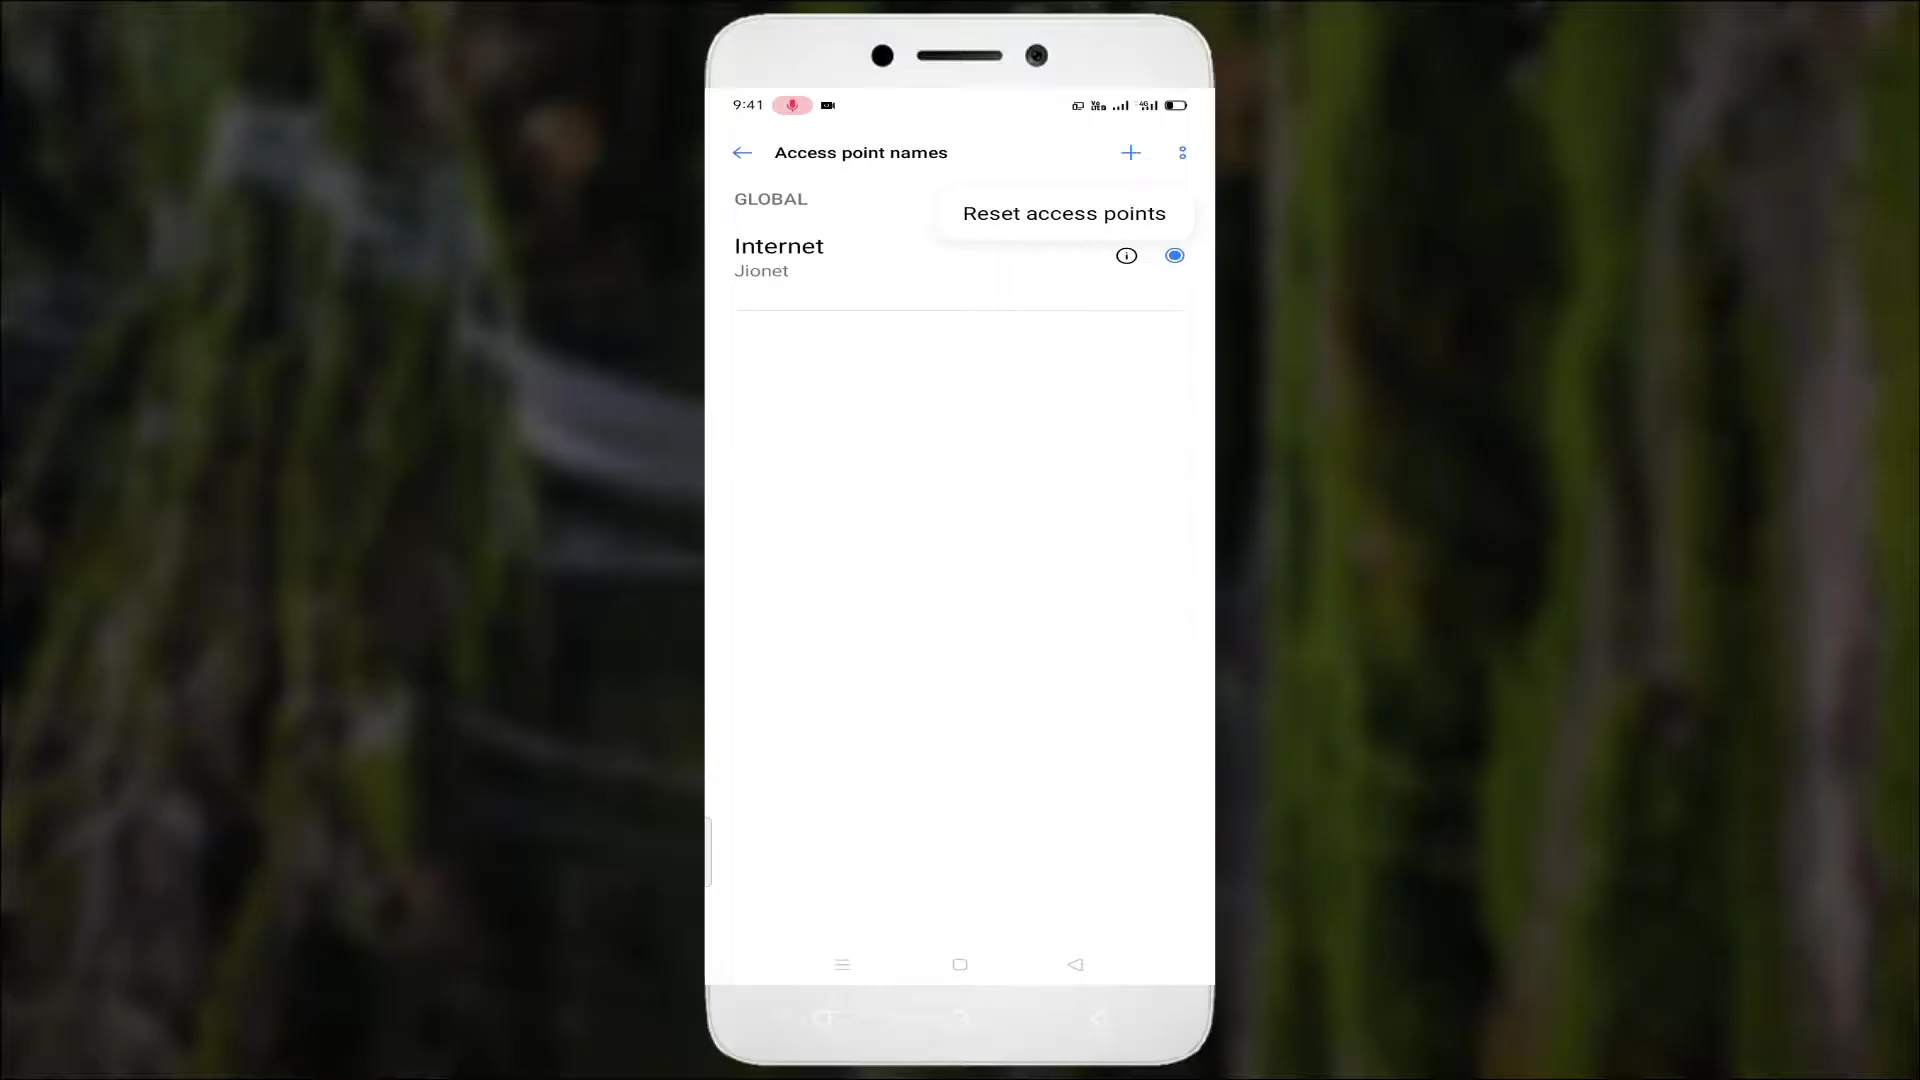 9:41
Access point names
GLOBAL
Reset access points
Internet
Jionet